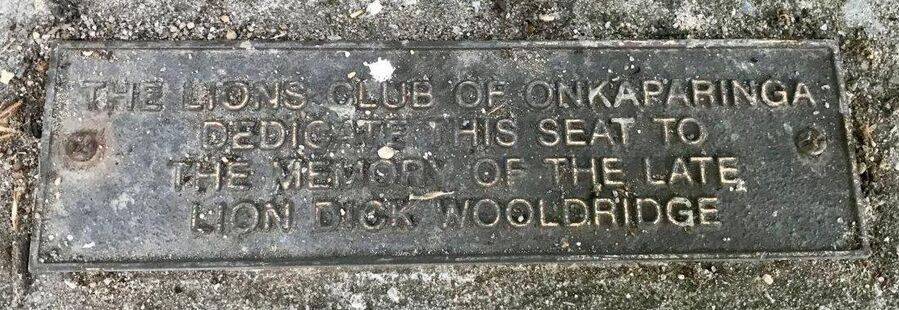 THE LIONS CLUB OF ONKAPARINGA
DEDICATE THIS SEAT TO
THE MEMORY OF THE LATE
LION DICK WOOLDRIDGE